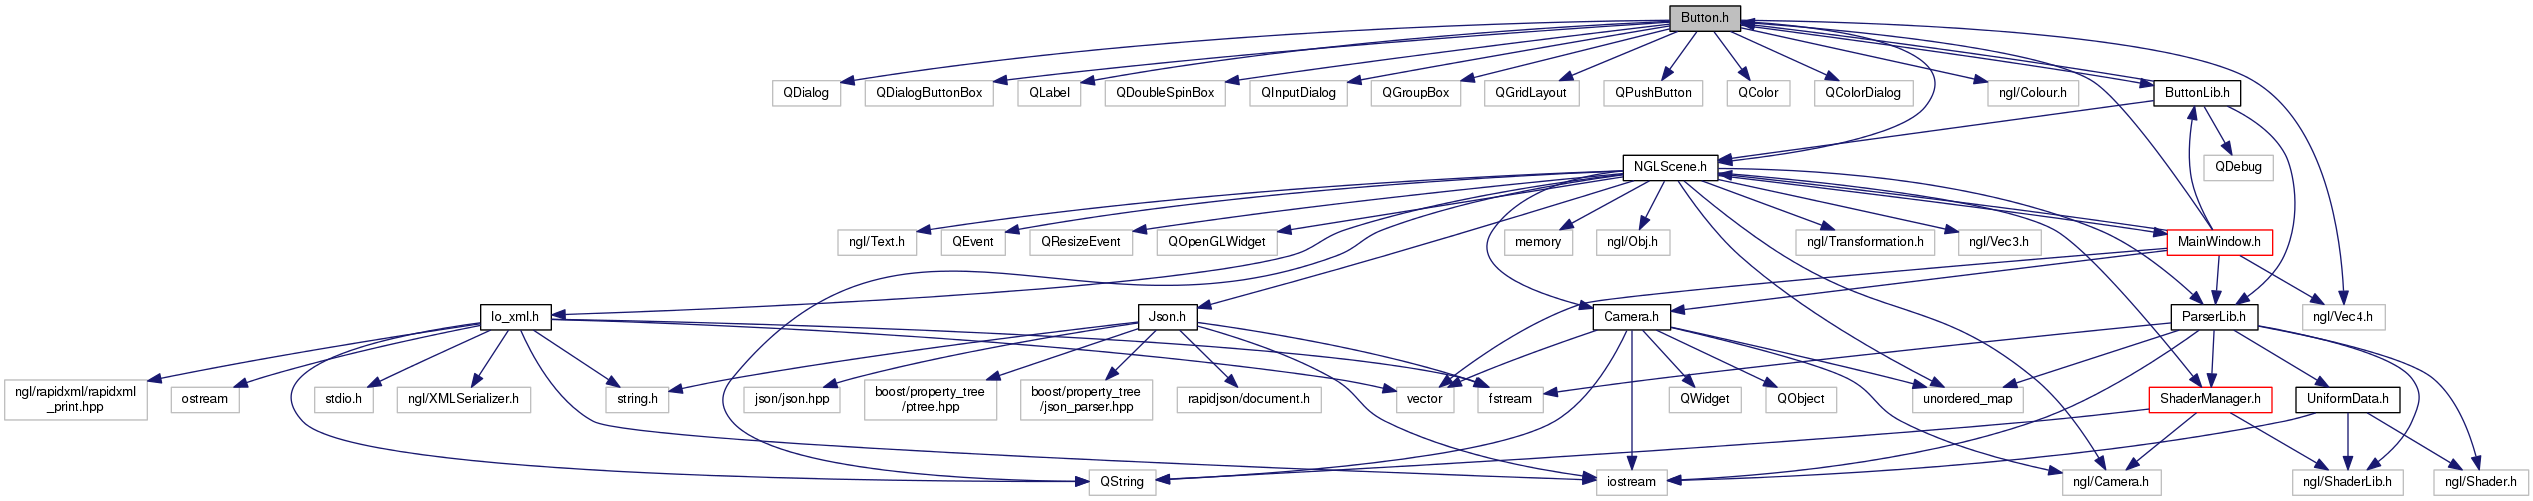 Button.h
QDialog
QDialogButtonBox
QLabel
QDoubleSpinBox
QInputDialog
QGroupBox
QGridLayout
QPushButton
QColor
QColorDialog
ngl/Colour.h
ButtonLib.h
NGLScene.h
QDebug
ngl/Text.h
QEvent
QResizeEvent
QOpenGLWidget
memory
ngl/Obj.h
ngl/Transformation.h
ngl/Vec3.h
MainWindow.h
Io_xml.h
Json.h
Camera.h
ParserLib.h
ngl/Vec4.h
ngl/rapidxml/rapidxml
_print.hpp
ostream
stdio.h
ngl/XMLSerializer.h
string.h
json/json.hpp
boost/property_tree
/ptree.hpp
boost/property_tree
/json_parser.hpp
rapidjson/document.h
vector
fstream
QWidget
QObject
unordered_map
ShaderManager.h
UniformData.h
QString
iostream
ngl/Camera.h
ngl/ShaderLib.h
ngl/Shader.h